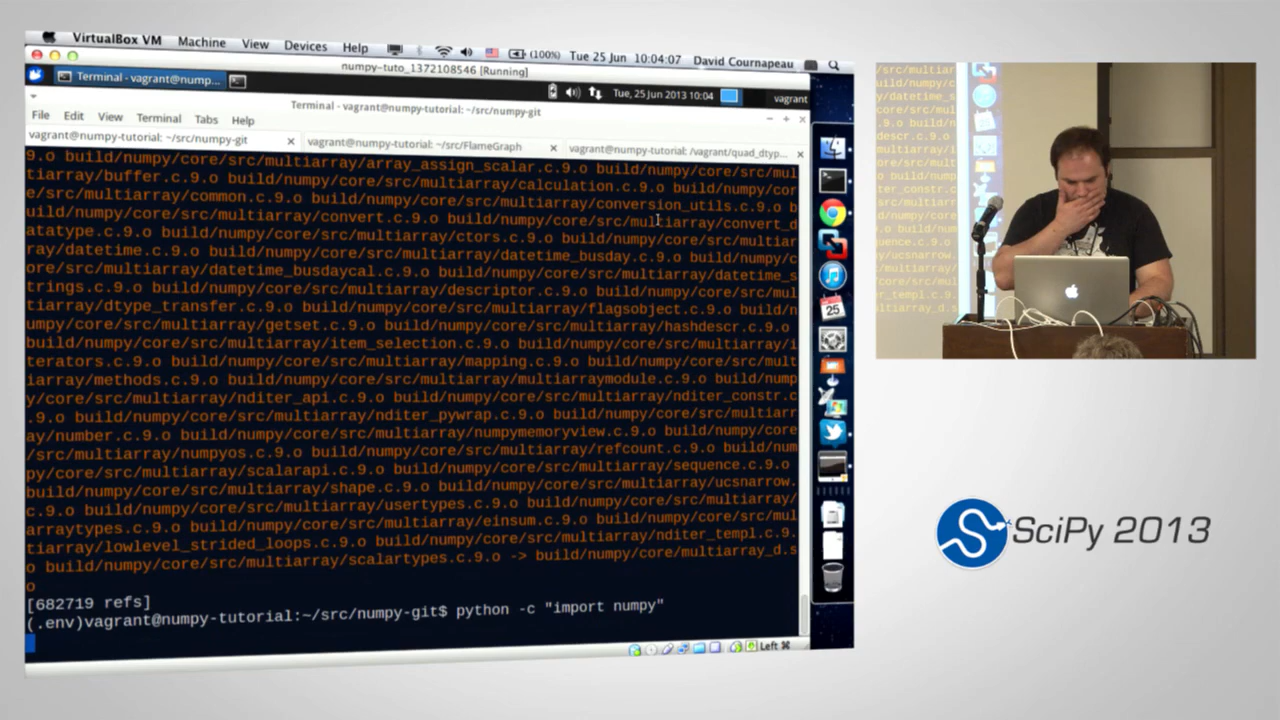 VirtualBox VM Machine View Devices Help (100%) Tue 25 Jun 10:04:07 David Cournapeau
numpy-tuto_1372108546 [Running]
Terminal - vagrant@nump... Tue, 25 Jun 2013 10:04 vagrant
Terminal - vagrant@numpy-tutorial: ~/src/numpy-git
File Edit View Terminal Tabs Help
vagrant@numpy-tutorial: ~/src/numpy-git vagrant@numpy-tutorial: ~/src/FlameGraph vagrant@numpy-tutorial: /vagrant/quad_dtyp...
9.o build/numpy/core/src/multiarray/array_assign_scalar.c.9.o build/numpy/core/src/mul
tiarray/buffer.c.9.o build/numpy/core/src/multiarray/calculation.c.9.o build/numpy/cor
e/src/multiarray/common.c.9.o build/numpy/core/src/multiarray/conversion_utils.c.9.o b
uild/numpy/core/src/multiarray/convert.c.9.o build/numpy/core/src/multiarray/convert_d
atatype.c.9.o build/numpy/core/src/multiarray/ctors.c.9.o build/numpy/core/src/multiar
ray/datetime.c.9.o build/numpy/core/src/multiarray/datetime_busday.c.9.o build/numpy/c
ore/src/multiarray/datetime_busdaycal.c.9.o build/numpy/core/src/multiarray/datetime_s
trings.c.9.o build/numpy/core/src/multiarray/descriptor.c.9.o build/numpy/core/src/mul
tiarray/dtype_transfer.c.9.o build/numpy/core/src/multiarray/flagsobject.c.9.o build/n
umpy/core/src/multiarray/getset.c.9.o build/numpy/core/src/multiarray/hashdescr.c.9.o 
build/numpy/core/src/multiarray/item_selection.c.9.o build/numpy/core/src/multiarray/i
terators.c.9.o build/numpy/core/src/multiarray/mapping.c.9.o build/numpy/core/src/mult
iarray/methods.c.9.o build/numpy/core/src/multiarray/multiarraymodule.c.9.o build/nump
y/core/src/multiarray/nditer_api.c.9.o build/numpy/core/src/multiarray/nditer_constr.c
.9.o build/numpy/core/src/multiarray/nditer_pywrap.c.9.o build/numpy/core/src/multiarr
ay/number.c.9.o build/numpy/core/src/multiarray/numpymemoryview.c.9.o build/numpy/core
/src/multiarray/numpyos.c.9.o build/numpy/core/src/multiarray/refcount.c.9.o build/num
py/core/src/multiarray/scalarapi.c.9.o build/numpy/core/src/multiarray/sequence.c.9.o 
build/numpy/core/src/multiarray/shape.c.9.o build/numpy/core/src/multiarray/ucsnarrow.
c.9.o build/numpy/core/src/multiarray/usertypes.c.9.o build/numpy/core/src/multiarray/
arraytypes.c.9.o build/numpy/core/src/multiarray/einsum.c.9.o build/numpy/core/src/mul
tiarray/lowlevel_strided_loops.c.9.o build/numpy/core/src/multiarray/nditer_templ.c.9.
o build/numpy/core/src/multiarray/scalartypes.c.9.o -> build/numpy/core/multiarray_d.s
o
[682719 refs]
(.env)vagrant@numpy-tutorial:~/src/numpy-git$ python -c "import numpy"
Left ⌘
25
SciPy 2013